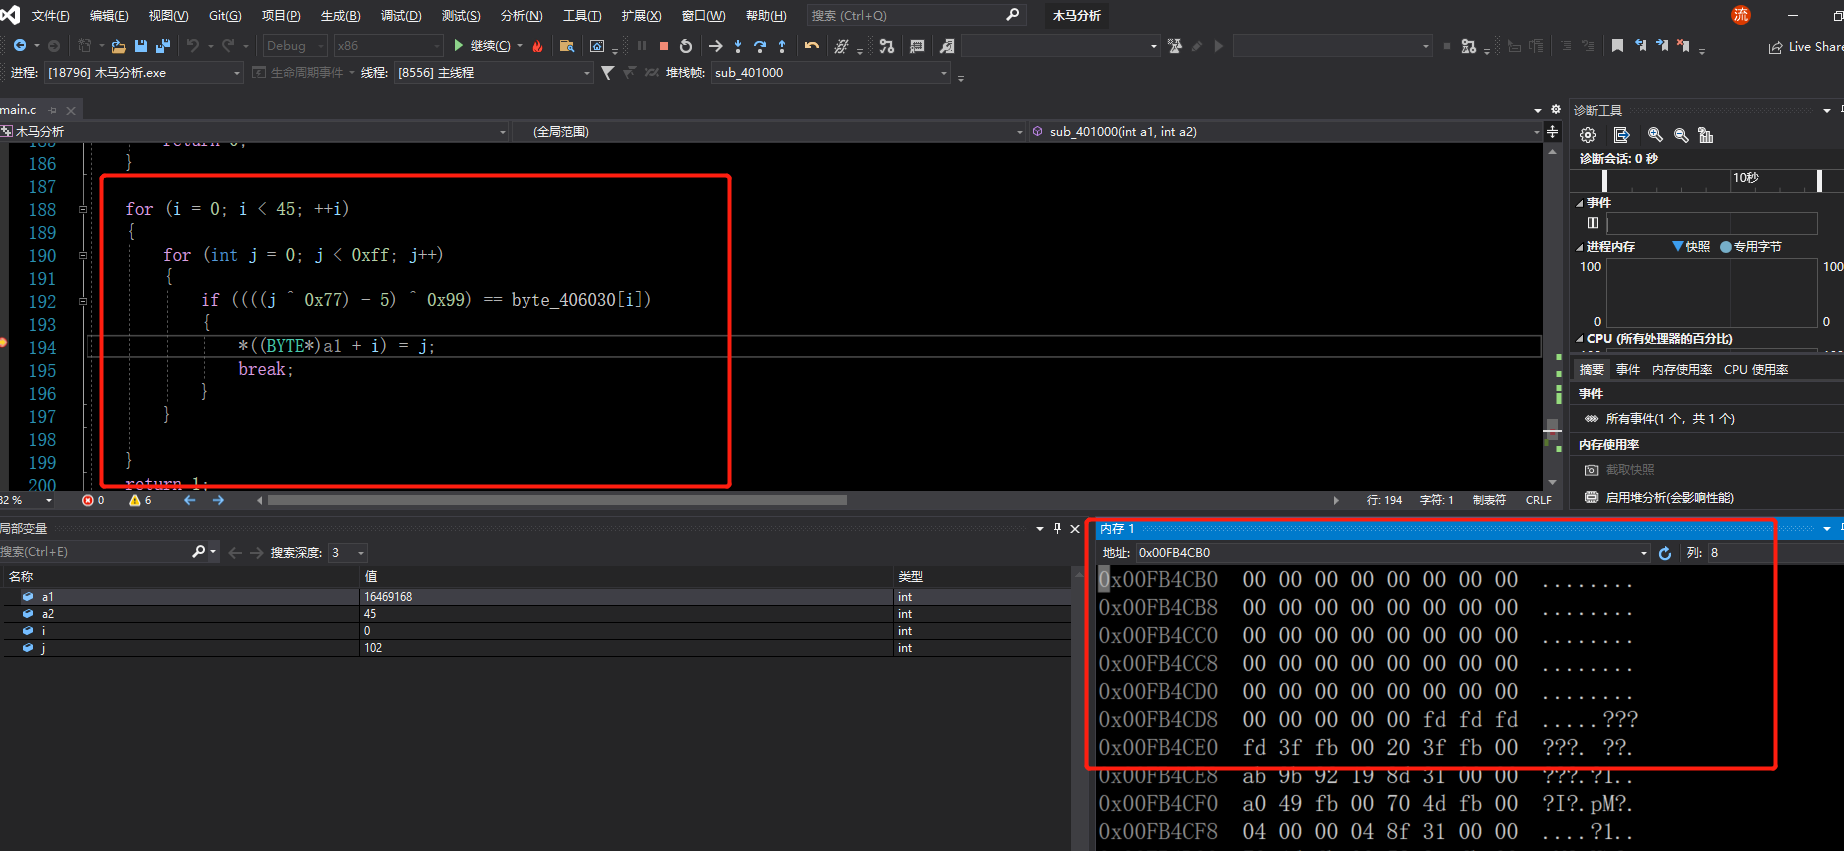 文件(F) 编辑(E) 视图(V) Git(G) 项目(P) 生成(B) 调试(D) 测试(S) 分析(N) 工具(T) 扩展(X) 窗口(W) 帮助(H) 搜索 (Ctrl+Q) 木马分析 流
Debug x86 继续(C) Live Share
进程: [18796] 木马分析.exe 生命周期事件 线程: [8556] 主线程 堆栈帧: sub_401000
main.c
木马分析 (全局范围) sub_401000(int a1, int a2)
186 }
187
188 for (i = 0; i < 45; ++i)
189 {
190 for (int j = 0; j < 0xff; j++)
191 {
192 if ((((j ^ 0x77) - 5) ^ 0x99) == byte_406030[i])
193 {
194 *((BYTE*)a1 + i) = j;
195 break;
196 }
197 }
198
199 }
200 return 1;
0 6 行: 194 字符: 1 制表符 CRLF
诊断工具
诊断会话: 0 秒
10秒
事件
进程内存 快照 专用字节
100 100
0 0
CPU (所有处理器的百分比)
摘要 事件 内存使用率 CPU 使用率
事件
所有事件(1 个，共 1 个)
内存使用率
截取快照
启用堆分析(会影响性能)
局部变量
搜索(Ctrl+E) 搜索深度: 3
名称 值 类型
a1 16469168 int
a2 45 int
i 0 int
j 102 int
内存 1
地址: 0x00FB4CB0 列: 8
0x00FB4CB0 00 00 00 00 00 00 00 00 ........
0x00FB4CB8 00 00 00 00 00 00 00 00 ........
0x00FB4CC0 00 00 00 00 00 00 00 00 ........
0x00FB4CC8 00 00 00 00 00 00 00 00 ........
0x00FB4CD0 00 00 00 00 00 00 00 00 ........
0x00FB4CD8 00 00 00 00 00 fd fd fd .....???
0x00FB4CE0 fd 3f fb 00 20 3f fb 00 ???. ??.
0x00FB4CE8 ab 9b 92 19 8d 31 00 00 ???.?1..
0x00FB4CF0 a0 49 fb 00 70 4d fb 00 ?I?.pM?.
0x00FB4CF8 04 00 00 04 8f 31 00 00 ....?1..